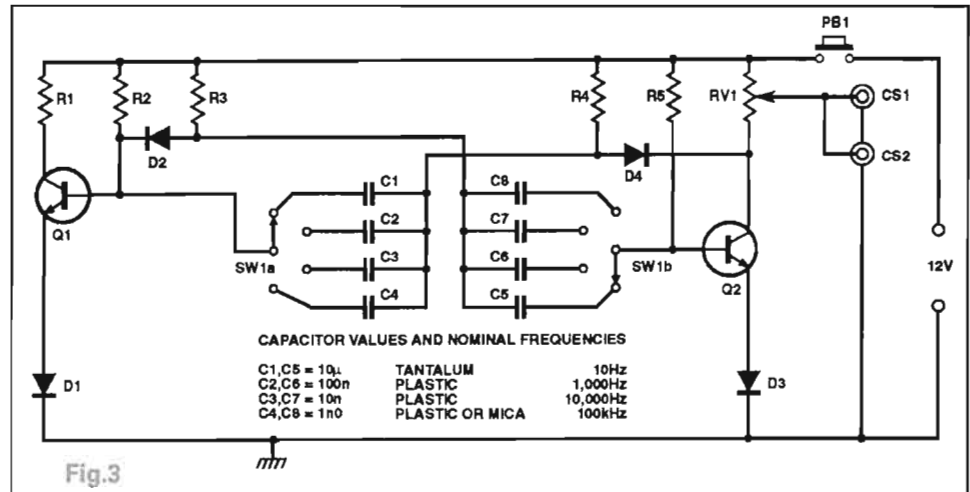 PB1
R1
R2
R3
R4
R5
RV1
CS1
CS2
D2
D4
C1
C8
C2
C7
Q1
SW1a
C3
C6
SW1b
Q2
12V
C4
C5
CAPACITOR VALUES AND NOMINAL FREQUENCIES
C1,C5 = 10µ TANTALUM 10Hz
C2,C6 = 100n PLASTIC 1,000Hz
C3,C7 = 10n PLASTIC 10,000Hz
C4,C8 = 1n0 PLASTIC OR MICA 100kHz
D1
D3
Fig.3